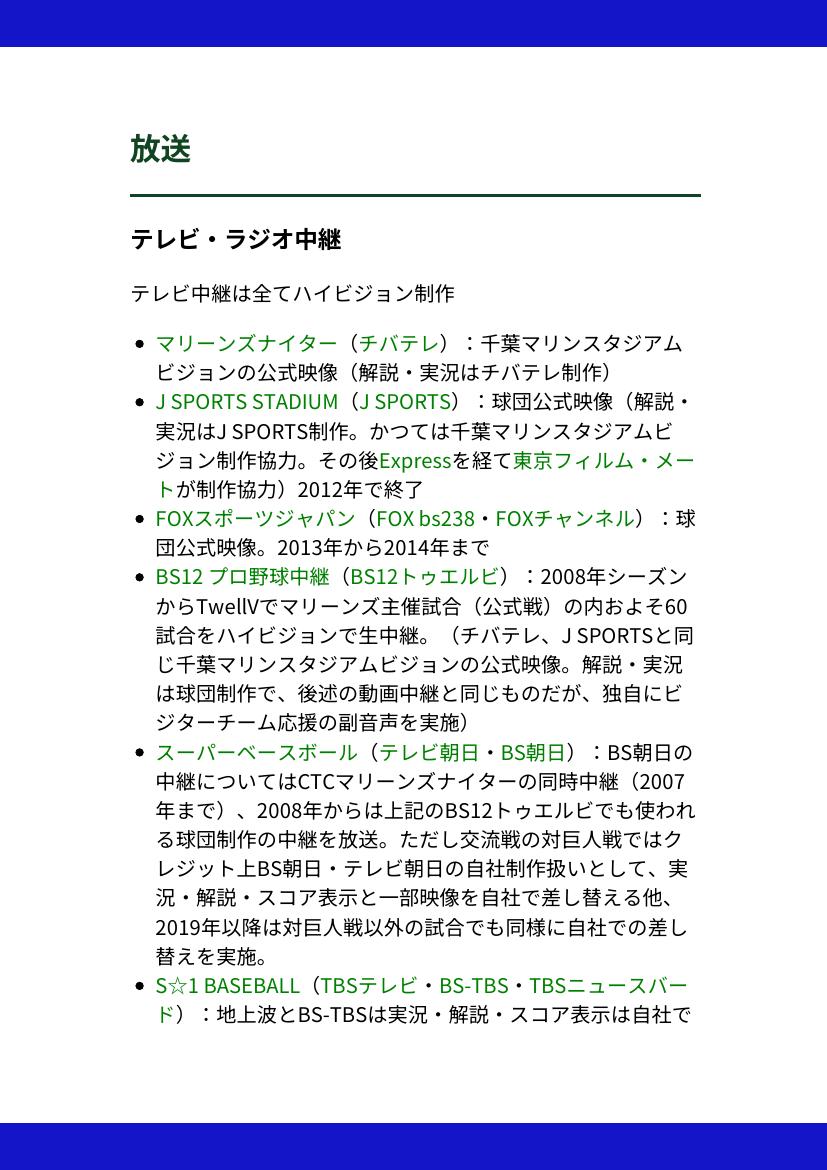 放送
テレビ・ラジオ中継
テレビ中継は全てハイビジョン制作
マリーンズナイター（チバテレ）：千葉マリンスタジアム
ビジョンの公式映像（解説・実況はチバテレ制作）
J SPORTS STADIUM（J SPORTS）：球団公式映像（解説・
実況はJ SPORTS制作。かつては千葉マリンスタジアムビ
ジョン制作協力。その後Expressを経て東京フィルム・メー
トが制作協力）2012年で終了
FOXスポーツジャパン（FOX bs238・FOXチャンネル）：球
団公式映像。2013年から2014年まで
BS12 プロ野球中継（BS12トゥエルビ）：2008年シーズン
からTwellVでマリーンズ主催試合（公式戦）の内およそ60
試合をハイビジョンで生中継。（チバテレ、J SPORTSと同
じ千葉マリンスタジアムビジョンの公式映像。解説・実況
は球団制作で、後述の動画中継と同じものだが、独自にビ
ジターチーム応援の副音声を実施）
スーパーベースボール（テレビ朝日・BS朝日）：BS朝日の
中継についてはCTCマリーンズナイターの同時中継（2007
年まで）、2008年からは上記のBS12トゥエルビでも使われ
る球団制作の中継を放送。ただし交流戦の対巨人戦ではク
レジット上BS朝日・テレビ朝日の自社制作扱いとして、実
況・解説・スコア表示と一部映像を自社で差し替える他、
2019年以降は対巨人戦以外の試合でも同様に自社での差し
替えを実施。
S☆1 BASEBALL（TBSテレビ・BS-TBS・TBSニュースバー
ド）：地上波とBS-TBSは実況・解説・スコア表示は自社で